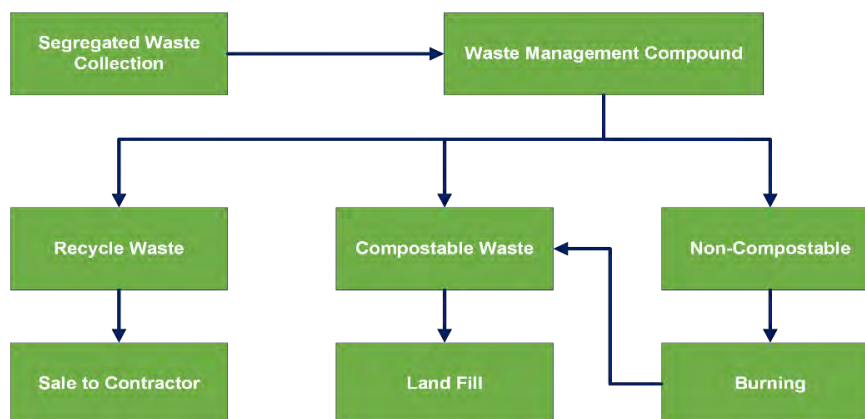 Segregated Waste
Collection
Waste Management Compound
Recycle Waste
Compostable Waste
Non-Compostable
Sale to Contractor
Land Fill
Burning